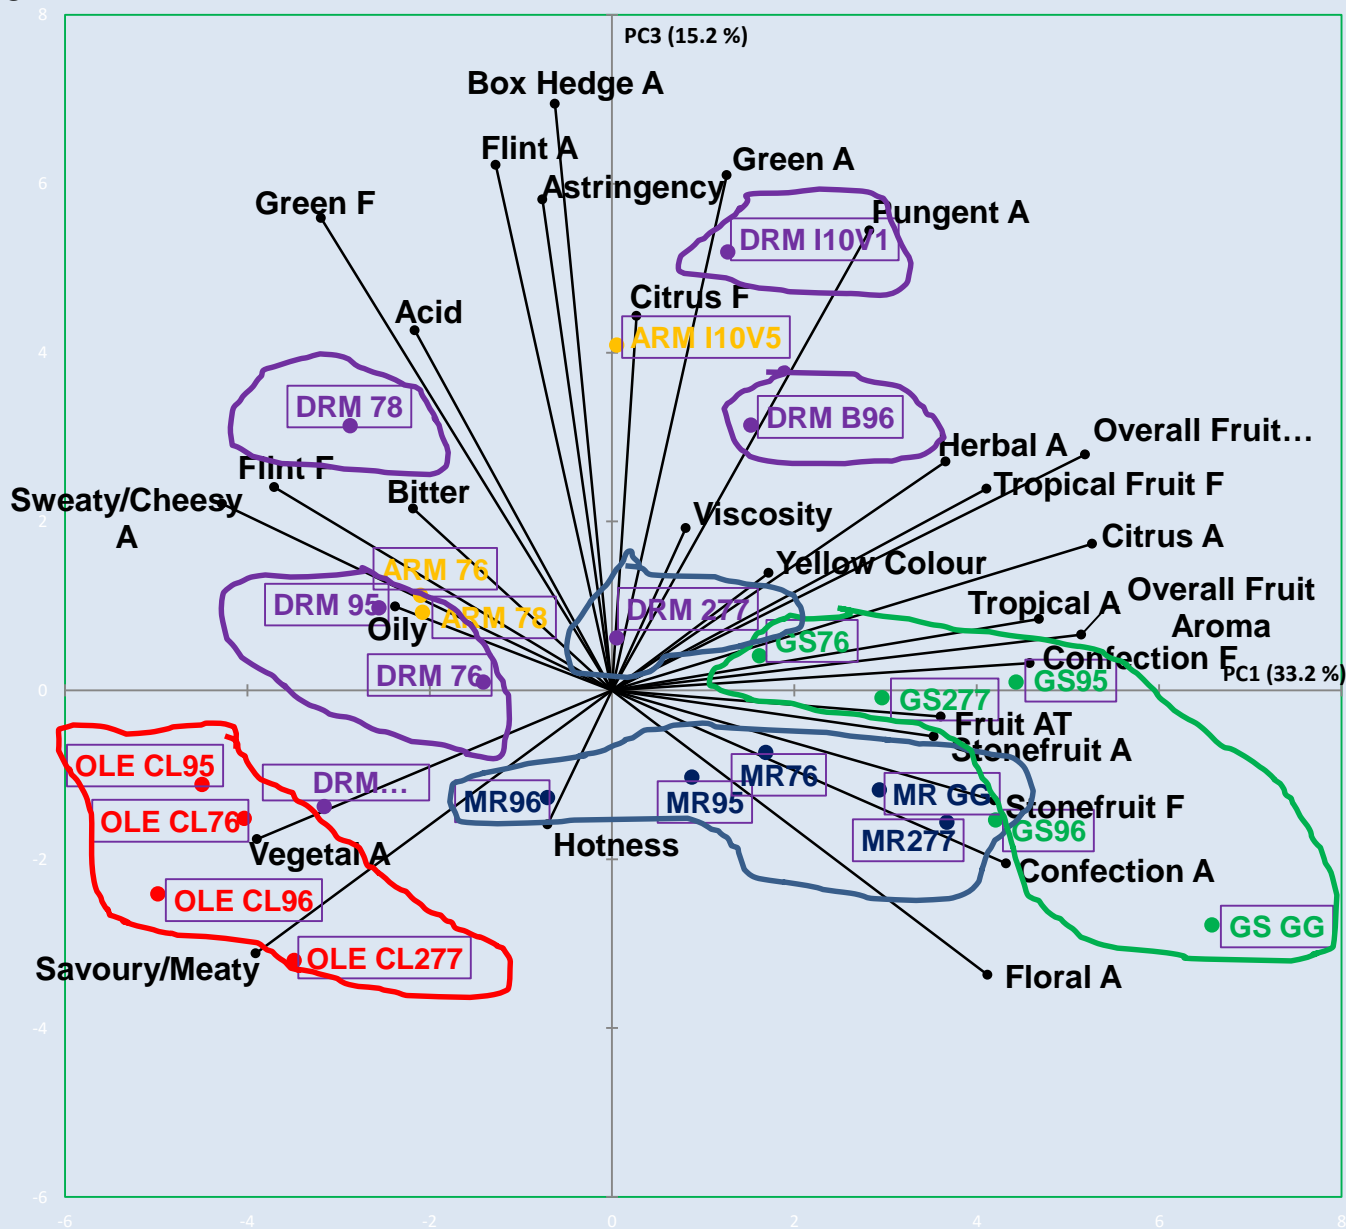 8
PC3 (15.2 %)
Box Hedge A
Flint A
Green A
6
Astringency
Green F
Pungent A
DRM I10V1
Citrus F
Acid
ARM I10V5
4
DRM 78
DRM B96
Overall Fruit…
Herbal A
Flint F
Tropical Fruit F
Bitter
Sweaty/Cheesy
A
Viscosity
2
Citrus A
ARM 76
Yellow Colour
Overall Fruit
Aroma
DRM 95
DRM 277
Tropical A
ARM 78
Oily
GS76
Confection F
DRM 76
GS95
PC1 (33.2 %)
0
GS277
Fruit AT
Stonefruit A
OLE CL95
MR76
DRM…
MR96
MR95
MR GG
Stonefruit F
OLE CL76
GS96
MR277
Hotness
Vegetal A
-2
Confection A
OLE CL96
GS GG
OLE CL277
Savoury/Meaty
Floral A
-4
-6
-6 -4 -2 0 2 4 6 8